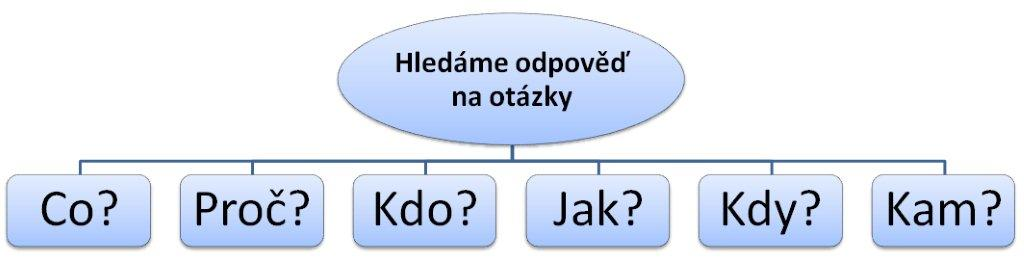 Hledáme odpověď
na otázky
Co? Proč? Kdo? Jak? Kdy? Kam?